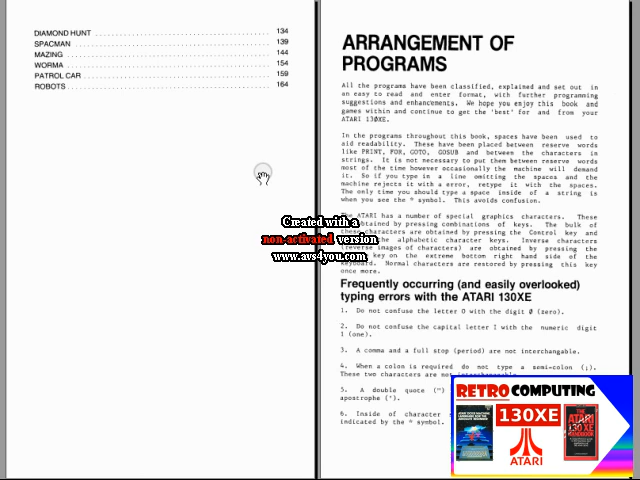 DIAMOND HUNT 134
SPACMAN 139
MAZING 144
WORMA 154
PATROL CAR 159
ROBOTS 164
ARRANGEMENT OF
PROGRAMS
All the programs have been classified, explained and set out in
an easy to read and enter format, with further programming
suggestions and enhancements. We hope you enjoy this book and
games within and continue to get the 'best' for and from your
ATARI 130XE.
In the programs throughout this book, spaces have been used to
aid readability. These have been placed between reserve words
like PRINT, FOR, GOTO, GOSUB and between the characters in
strings. It is not necessary to put them between reserve words
most of the time however occasionally the machine will demand
it. So if you type in a line omitting the spaces and the
machine rejects it with a error, retype it with the spaces.
The only time you should type a space inside of a string is
when you see the * symbol. This avoids confusion.
The ATARI has a number of special graphics characters. These
obtained by pressing combinations of keys. The bulk of
these characters are obtained by pressing the Control key and
the alphabetic character keys. Inverse characters
(reverse images of characters) are obtained by pressing the
key on the extreme bottom right hand side of the
keyboard. Normal characters are restored by pressing this key
once more.
Created with a
non-activated version
www.avs4you.com
Frequently occurring (and easily overlooked)
typing errors with the ATARI 130XE
1. Do not confuse the letter O with the digit 0 (zero).
2. Do not confuse the capital letter I with the numeric digit
1 (one).
3. A comma and a full stop (period) are not interchangable.
4. When a colon is required do not type a semi-colon (;).
These two characters are not interchangable.
5. A double quote (")
apostrophe (').
6. Inside of character
indicated by the * symbol.
RETRO COMPUTING
130XE
ATARI
THE
ATARI
130XE
HANDBOOK